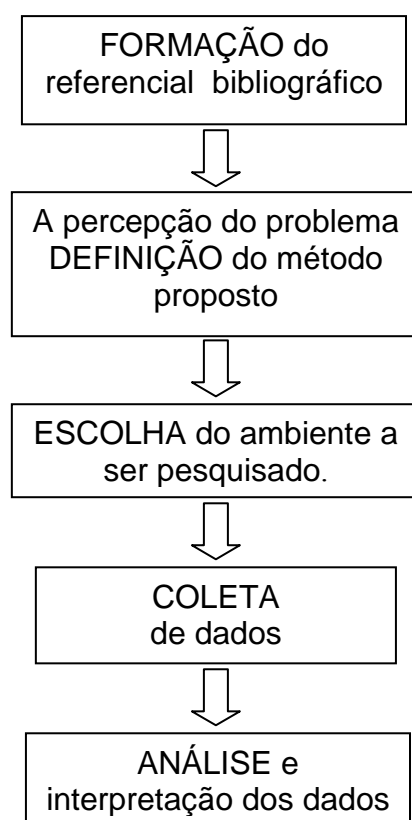 FORMAÇÃO do
referencial bibliográfico
A percepção do problema
DEFINIÇÃO do método
proposto
ESCOLHA do ambiente a
ser pesquisado.
COLETA
de dados
ANÁLISE e
interpretação dos dados